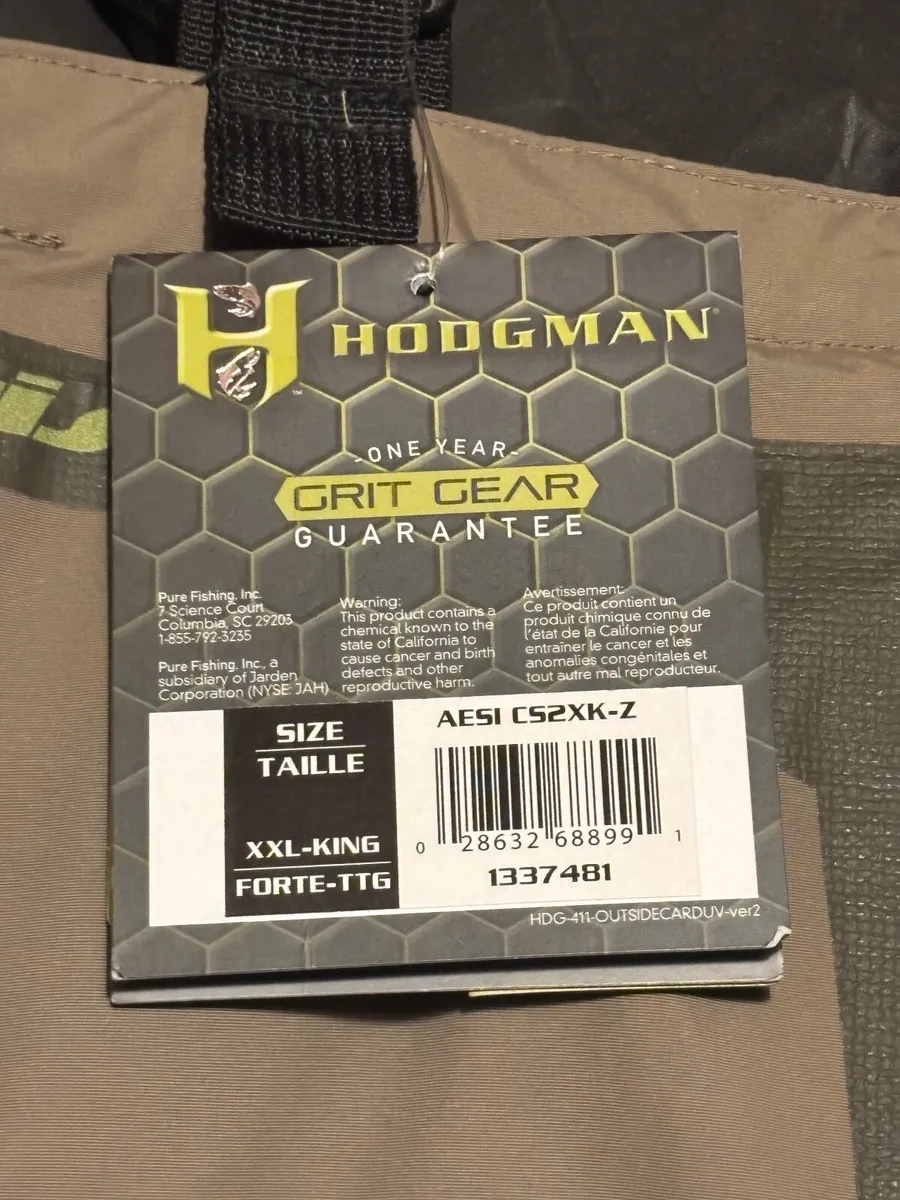 HODGMAN
™
-ONE YEAR-
GRIT GEAR
GUARANTEE
Pure Fishing, Inc.
7 Science Court
Columbia, SC 29203
1-855-792-3235
Pure Fishing, Inc., a
subsidiary of Jarden
Corporation (NYSE: JAH)
Warning:
This product contains a
chemical known to the
state of California to
cause cancer and birth
defects and other
reproductive harm.
Avertissement:
Ce produit contient un
produit chimique connu de
l'état de la Californie pour
entraîner le cancer et les
anomalies congénitales et
tout autre mal reproducteur.
SIZE
TAILLE
XXL-KING
FORTE-TTG
AESI CS2XK-Z
0 28632 68899 1
1337481
HDG-411-OUTSIDECARDUV-ver2